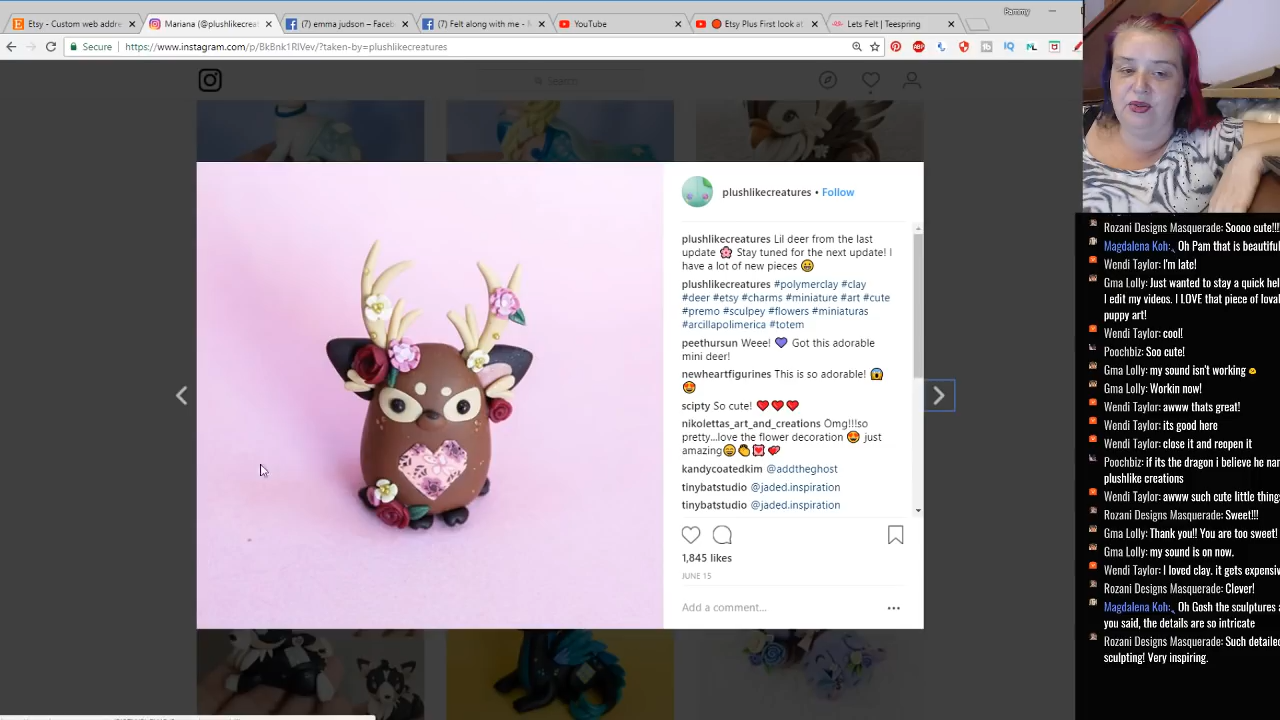 Etsy - Custom web addre
Mariana (@plushlikecreat
(7) emma judson – Faceb
(7) Felt along with me -
YouTube
Etsy Plus First look at
Lets Felt | Teespring
Pammy
Secure
https://www.instagram.com/p/BkBnk1RlVev/?taken-by=plushlikecreatures
Search
plushlikecreatures • Follow
plushlikecreatures Lil deer from the last
update 🌸 Stay tuned for the next update! I
have a lot of new pieces 😄
plushlikecreatures #polymerclay #clay
#deer #etsy #charms #miniature #art #cute
#premo #sculpey #flowers #miniaturas
#arcillapolimerica #totem
peethursun Weee! 💜 Got this adorable
mini deer!
newheartfigurines This is so adorable! 😱
😍
scipty So cute! ❤️ ❤️ ❤️
nikolettas_art_and_creations Omg!!!so
pretty...love the flower decoration 😍 just
amazing😄👏💟💕
kandycoatedkim @addtheghost
tinybatstudio @jaded.inspiration
tinybatstudio @jaded.inspiration
1,845 likes
JUNE 15
Add a comment...
Rozani Designs Masquerade: Soooo cute!!!
Magdalena Koh: Oh Pam that is beautiful
Wendi Taylor: I'm late!
Gma Lolly: Just wanted to stay a quick hel
I edit my videos. I LOVE that piece of lova
puppy art!
Wendi Taylor: cool!
Poochbiz: Soo cute!
Gma Lolly: my sound isn't working
Gma Lolly: Workin now!
Wendi Taylor: awww thats great!
Wendi Taylor: its good here
Wendi Taylor: close it and reopen it
Poochbiz: if its the dragon i believe he nam
plushlike creations
Wendi Taylor: awww such cute little things
Rozani Designs Masquerade: Sweet!!!
Gma Lolly: Thank you!! You are too sweet!
Gma Lolly: my sound is on now.
Wendi Taylor: I loved clay. it gets expensiv
Rozani Designs Masquerade: Clever!
Magdalena Koh: Oh Gosh the sculptures a
you said, the details are so intricate
Rozani Designs Masquerade: Such detailed
sculpting! Very inspiring.